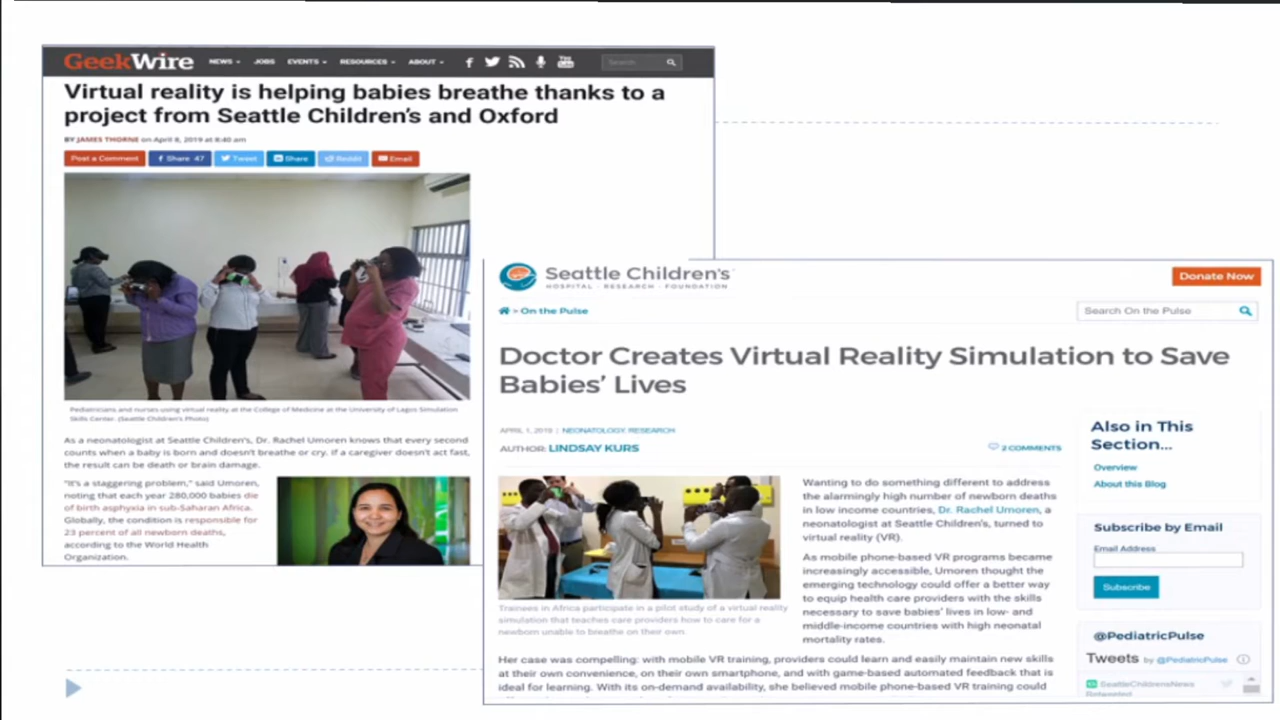 GeekWire NEWS JOBS EVENTS RESOURCES ABOUT Search
Virtual reality is helping babies breathe thanks to a
project from Seattle Children's and Oxford
BY JAMES THORNE on April 8, 2019 at 8:40 am
Post a Comment Share 47 Tweet Share Reddit Email
Pediatricians and nurses using virtual reality at the College of Medicine at the University of Lagos Simulation
Skills Center. (Seattle Children's Photo)
As a neonatologist at Seattle Children's, Dr. Rachel Umoren knows that every second
counts when a baby is born and doesn't breathe or cry. If a caregiver doesn't act fast,
the result can be death or brain damage.
"It's a staggering problem," said Umoren,
noting that each year 280,000 babies die
of birth asphyxia in sub-Saharan Africa.
Globally, the condition is responsible for
23 percent of all newborn deaths,
according to the World Health
Organization.
Seattle Children's
HOSPITAL · RESEARCH · FOUNDATION
Donate Now
> On the Pulse
Search On the Pulse
Doctor Creates Virtual Reality Simulation to Save
Babies' Lives
APRIL 1, 2019 | NEONATOLOGY, RESEARCH
AUTHOR: LINDSAY KURS
2 COMMENTS
Trainees in Africa participate in a pilot study of a virtual reality
simulation that teaches care providers how to care for a
newborn unable to breathe on their own.
Wanting to do something different to address
the alarmingly high number of newborn deaths
in low income countries, Dr. Rachel Umoren, a
neonatologist at Seattle Children's, turned to
virtual reality (VR).
As mobile phone-based VR programs became
increasingly accessible, Umoren thought the
emerging technology could offer a better way
to equip health care providers with the skills
necessary to save babies' lives in low- and
middle-income countries with high neonatal
mortality rates.
Her case was compelling: with mobile VR training, providers could learn and easily maintain new skills
at their own convenience, on their own smartphone, and with game-based automated feedback that is
ideal for learning. With its on-demand availability, she believed mobile phone-based VR training could
Also in This
Section...
Overview
About this Blog
Subscribe by Email
Email Address
Subscribe
@PediatricPulse
Tweets by @PediatricPulse
SeattleChildrensNews
Retweeted